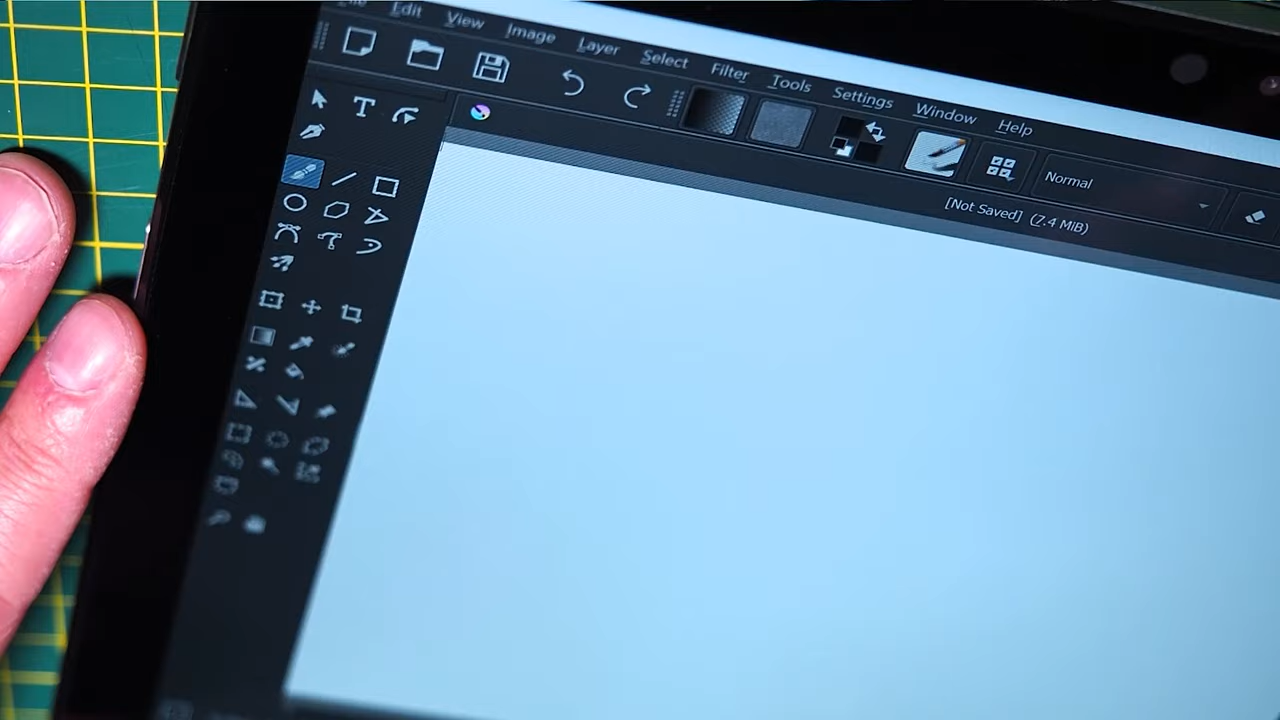 Edit View Image Layer Select Filter Tools Settings Window Help
Normal
[Not Saved] (7.4 MiB)